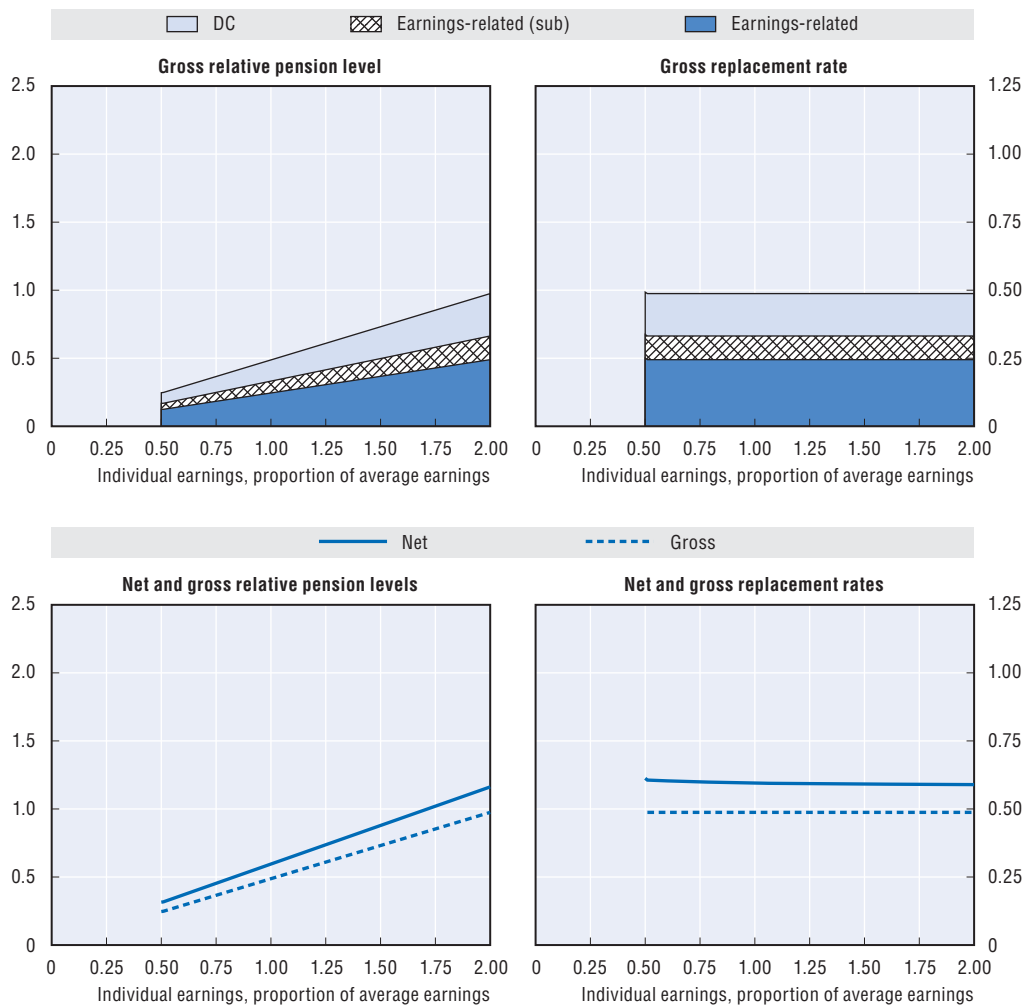 DC Earnings-related (sub) Earnings-related
Gross relative pension level
Gross replacement rate
2.5
2.0
1.5
1.0
0.5
0
0 0.25 0.50 0.75 1.00 1.25 1.50 1.75 2.00
Individual earnings, proportion of average earnings
1.25
1.00
0.75
0.50
0.25
0
0 0.25 0.50 0.75 1.00 1.25 1.50 1.75 2.00
Individual earnings, proportion of average earnings
Net Gross
Net and gross relative pension levels
Net and gross replacement rates
2.5
2.0
1.5
1.0
0.5
0
0 0.25 0.50 0.75 1.00 1.25 1.50 1.75 2.00
Individual earnings, proportion of average earnings
1.25
1.00
0.75
0.50
0.25
0
0 0.25 0.50 0.75 1.00 1.25 1.50 1.75 2.00
Individual earnings, proportion of average earnings